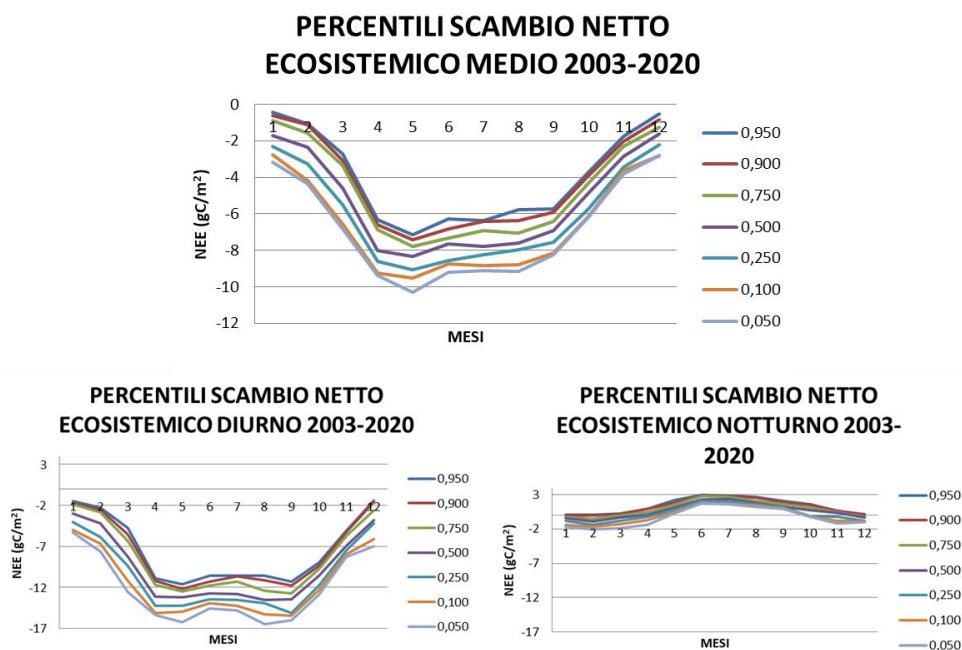 PERCENTILI SCAMBIO NETTO
ECOSISTEMICO MEDIO 2003-2020
0
-2
-4
-6
-8
-10
-12
NEE (gC/m²)
1 2 3 4 5 6 7 8 9 10 11 12
MESI
0,950
0,900
0,750
0,500
0,250
0,100
0,050
PERCENTILI SCAMBIO NETTO
ECOSISTEMICO DIURNO 2003-2020
3
-2
-7
-12
-17
NEE (gC/m²)
1 2 3 4 5 6 7 8 9 10 11 12
MESI
0,950
0,900
0,750
0,500
0,250
0,100
0,050
PERCENTILI SCAMBIO NETTO
ECOSISTEMICO NOTTURNO 2003-
2020
3
-2
-7
-12
-17
NEE (gC/m²)
1 2 3 4 5 6 7 8 9 10 11 12
MESI
0,950
0,900
0,750
0,500
0,250
0,100
0,050